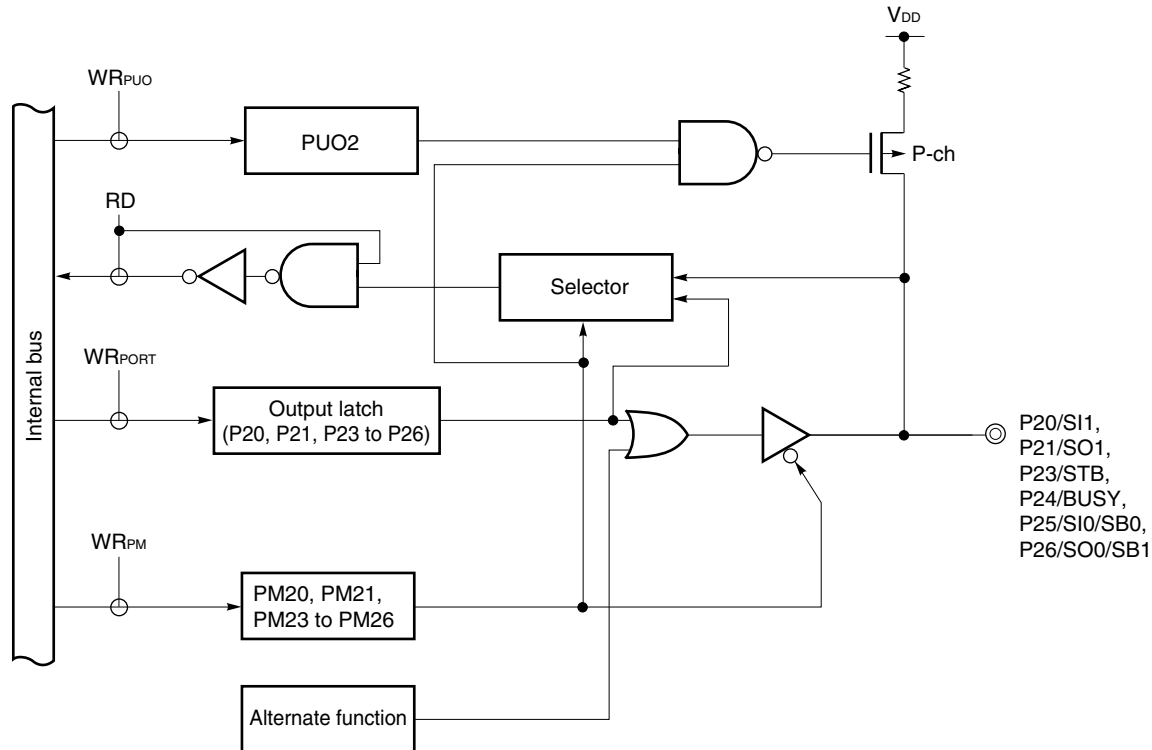 VDD
WRPUO
PUO2
P-ch
RD
Selector
Internal bus
WRPORT
Output latch
(P20, P21, P23 to P26)
P20/SI1,
P21/SO1,
P23/STB,
P24/BUSY,
P25/SI0/SB0,
P26/SO0/SB1
WRPM
PM20, PM21,
PM23 to PM26
Alternate function